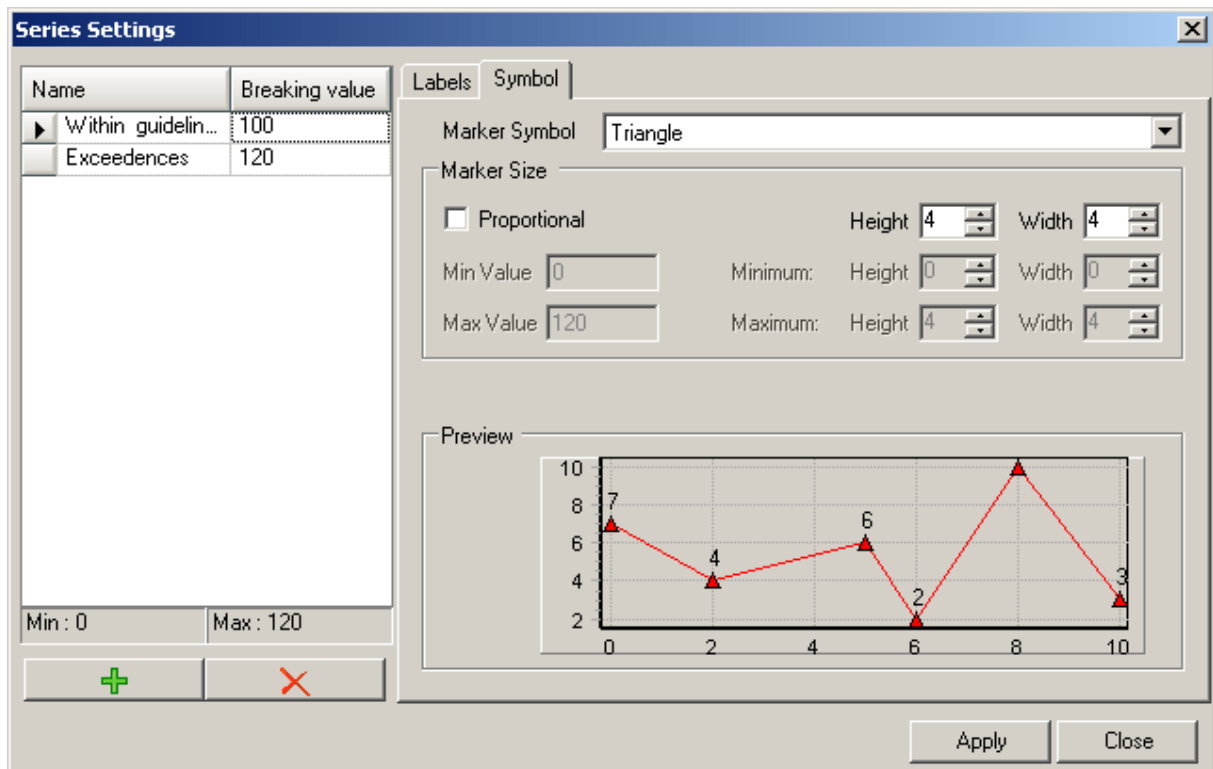 Series Settings
Name Breaking value
Within guidelin... 100
Exceedences 120
Min : 0 Max : 120
Labels Symbol
Marker Symbol Triangle
Marker Size
Proportional Height 4 Width 4
Min Value 0 Minimum: Height 0 Width 0
Max Value 120 Maximum: Height 4 Width 4
Preview
10
8
6
4
2
7
4
6
2
3
0 2 4 6 8 10
Apply Close